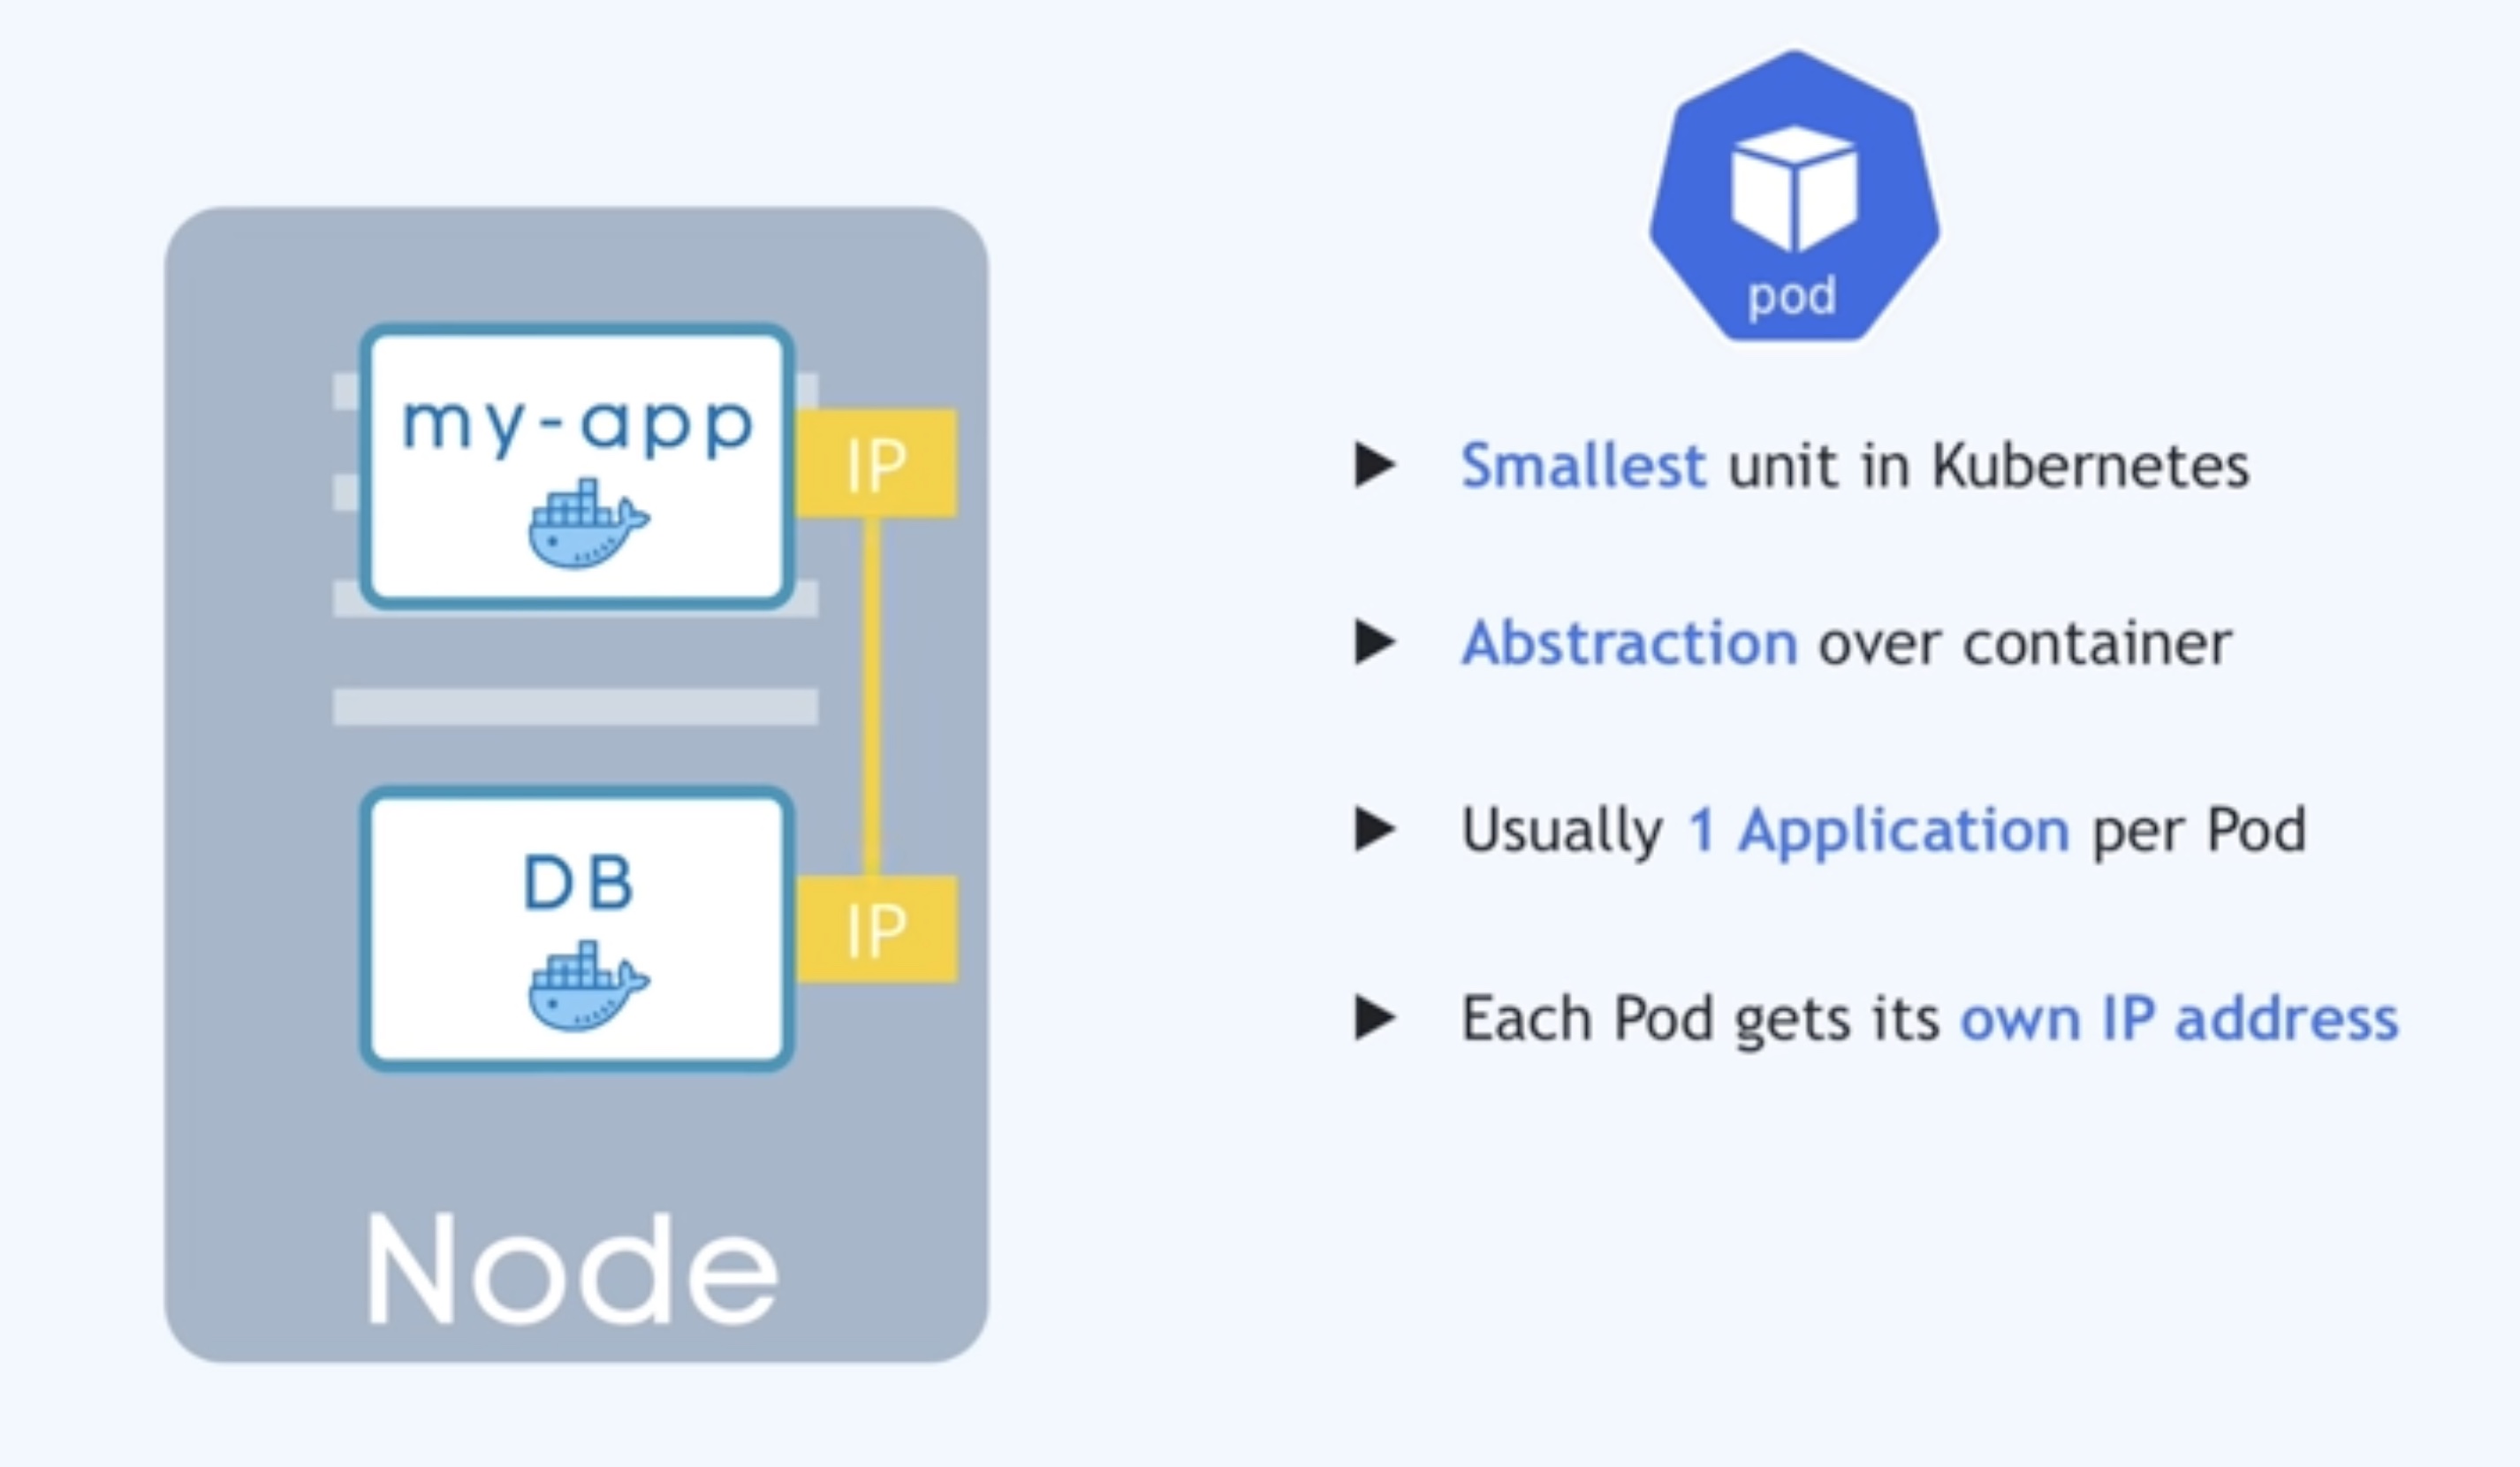 my-app
IP
DB
IP
Node
pod
Smallest unit in Kubernetes
Abstraction over container
Usually 1 Application per Pod
Each Pod gets its own IP address